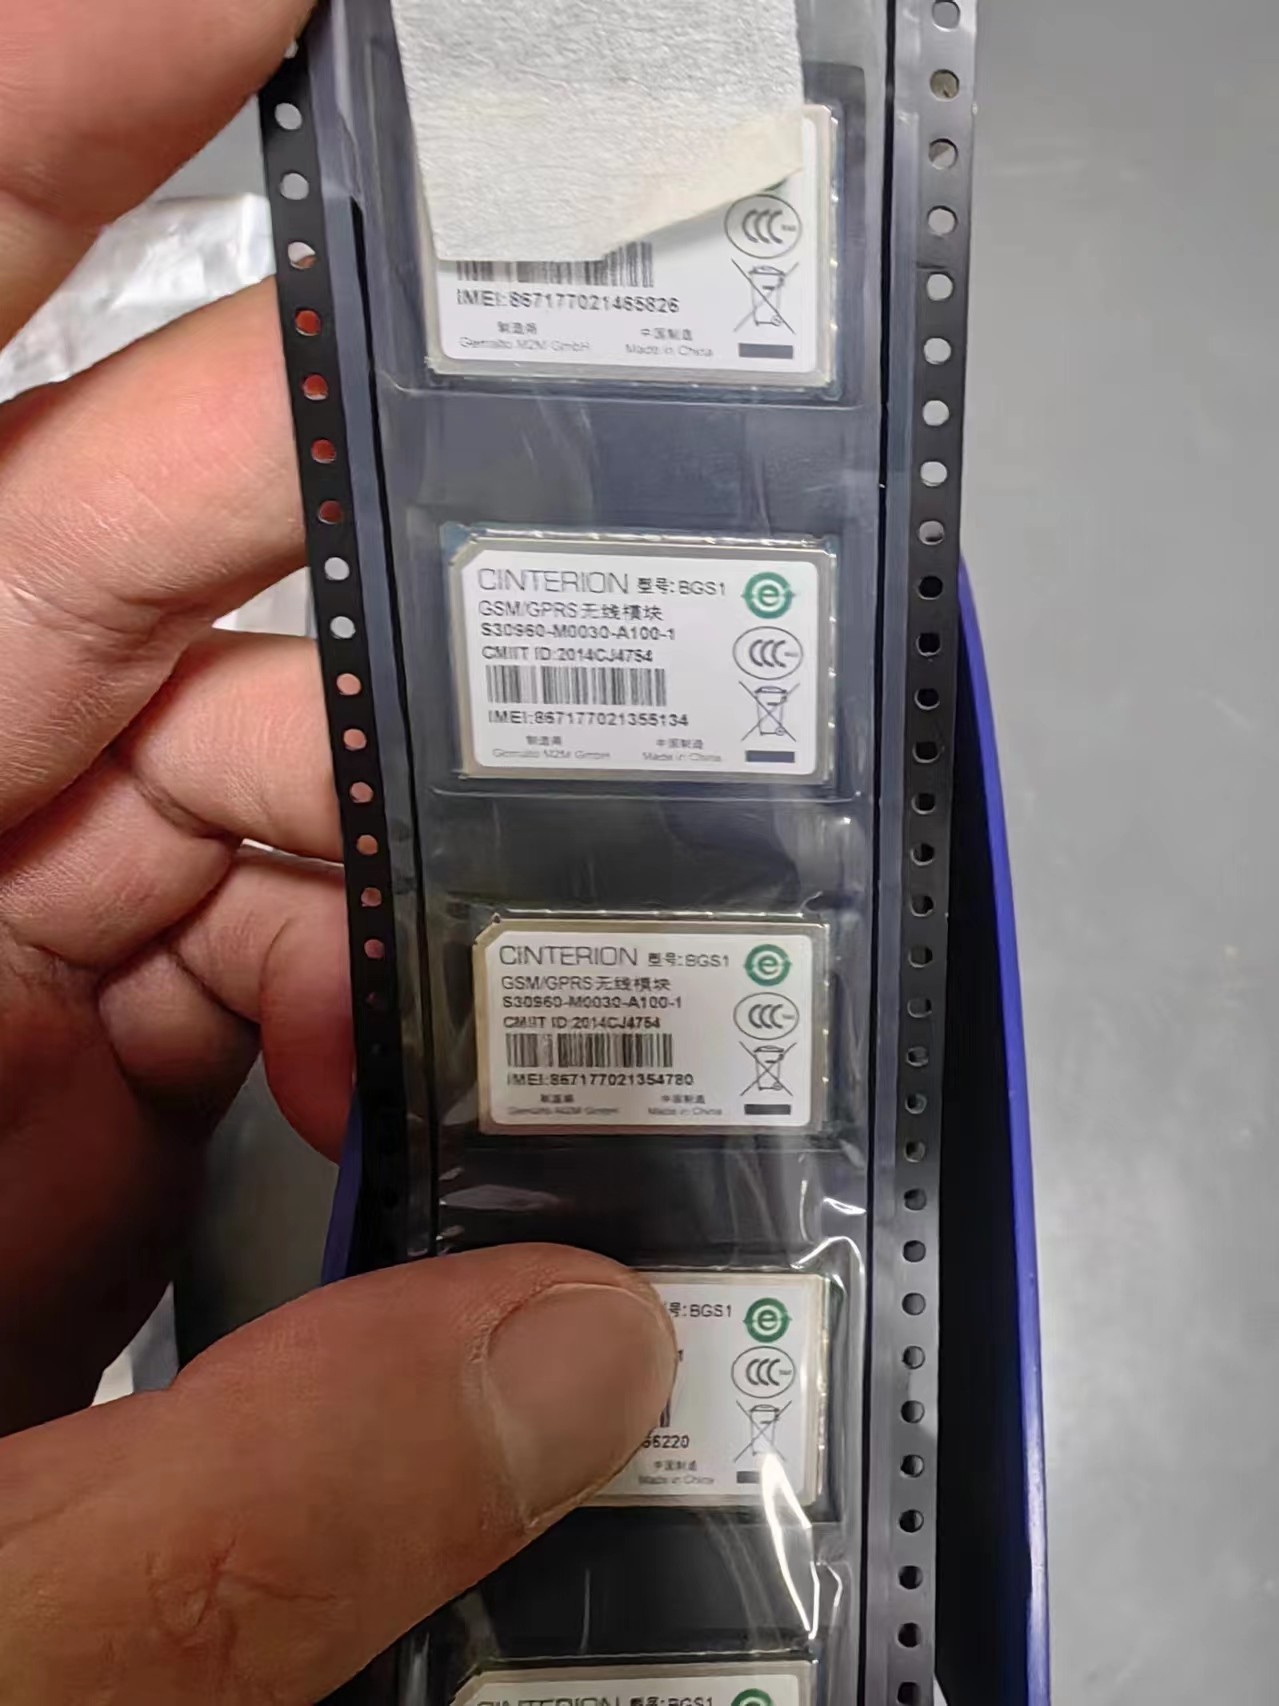 IMEI:867177021465826
制造商 中国制造
Gemalto M2M GmbH Made in China
CINTERION 型号:BGS1
GSM/GPRS无线模块
S30960-M0030-A100-1
CMIIT ID:2014CJ4754
IMEI:867177021355134
制造商 中国制造
Gemalto M2M GmbH Made in China
CINTERION 型号:BGS1
GSM/GPRS无线模块
S30960-M0030-A100-1
CMIIT ID:2014CJ4754
IMEI:867177021354780
制造商 中国制造
Gemalto M2M GmbH Made in China
号:BGS1
1
220
中国制造
Made in China
CINTERION 型号:BGS1